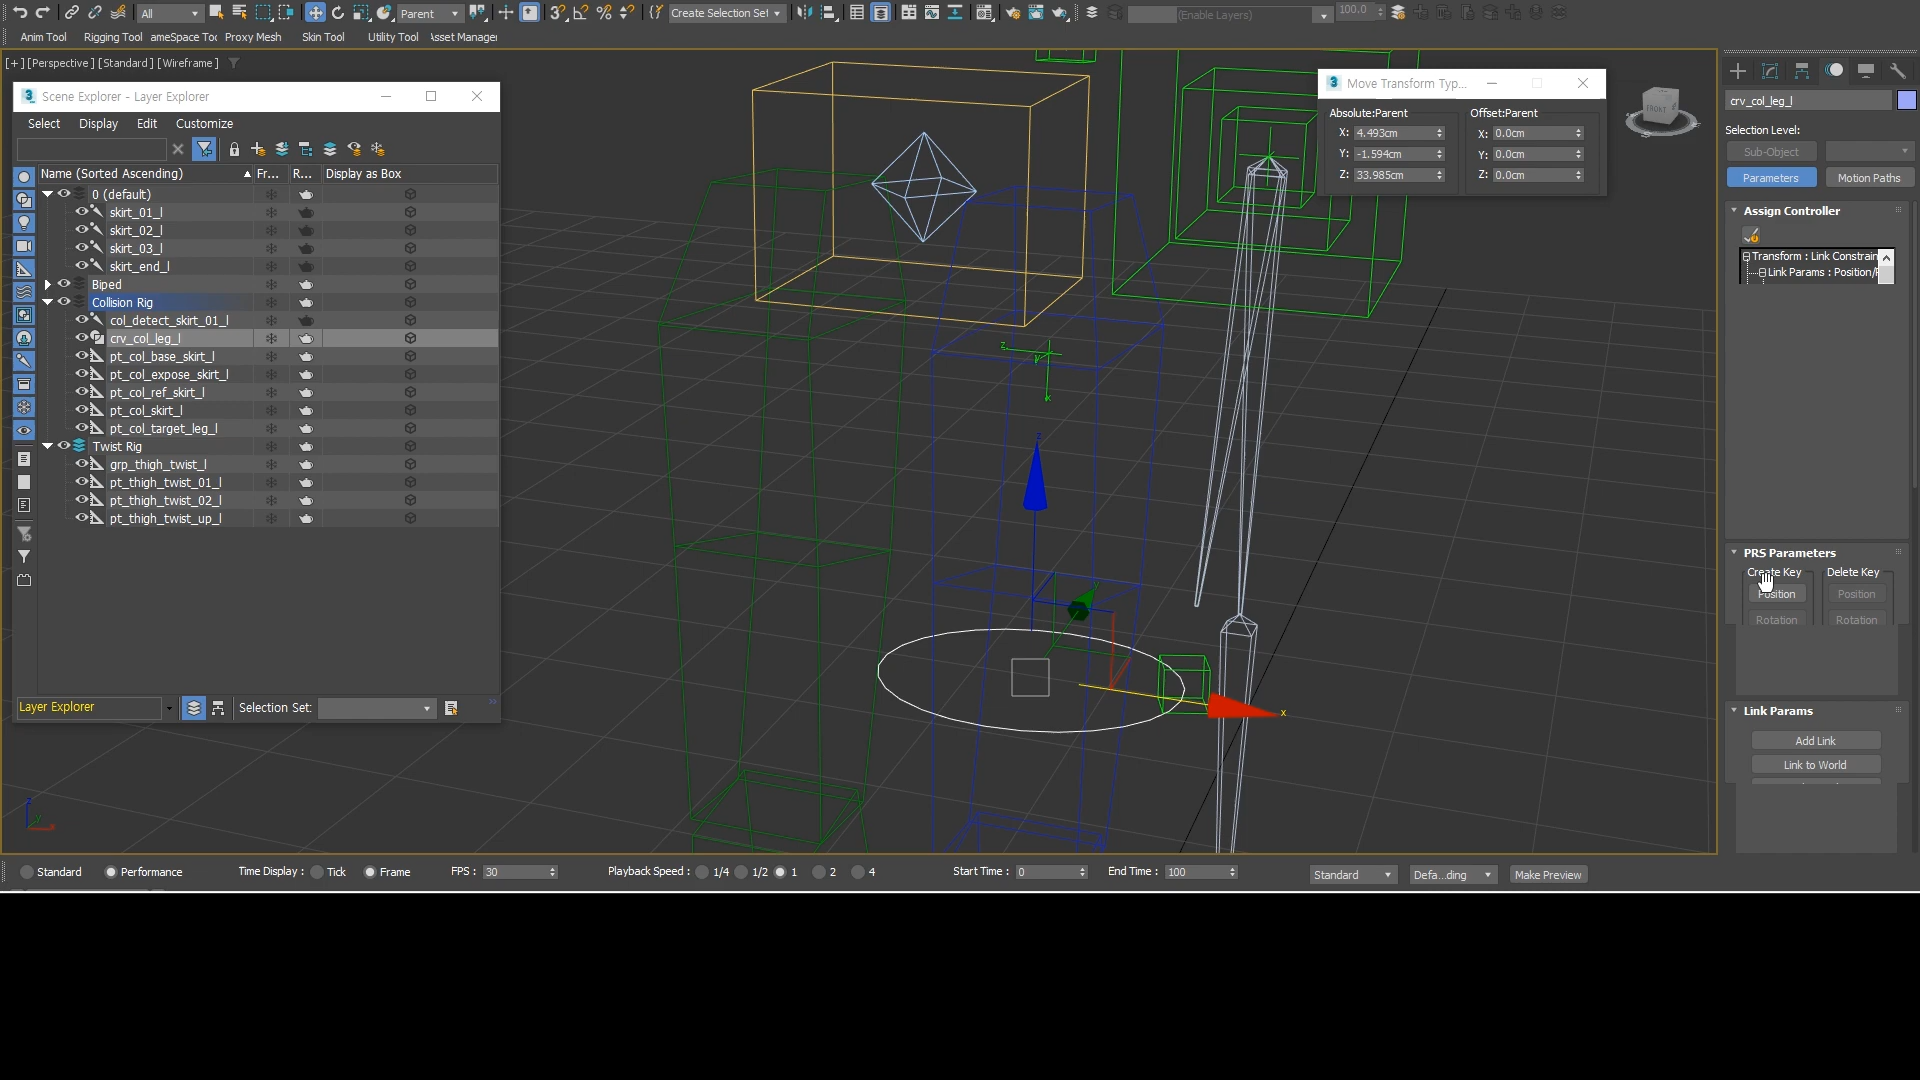 All
Parent
Create Selection Set
(Enable Layers)
100.0
Anim Tool
Rigging Tool
ameSpace Toc
Proxy Mesh
Skin Tool
Utility Tool
Asset Manager
[+] [Perspective] [Standard] [Wireframe]
Scene Explorer - Layer Explorer
Select
Display
Edit
Customize
Name (Sorted Ascending)
Fr...
R...
Display as Box
0 (default)
skirt_01_l
skirt_02_l
skirt_03_l
skirt_end_l
Biped
Collision Rig
col_detect_skirt_01_l
crv_col_leg_l
pt_col_base_skirt_l
pt_col_expose_skirt_l
pt_col_ref_skirt_l
pt_col_skirt_l
pt_col_target_leg_l
Twist Rig
grp_thigh_twist_l
pt_thigh_twist_01_l
pt_thigh_twist_02_l
pt_thigh_twist_up_l
Layer Explorer
Selection Set:
z
y
x
z
x
Move Transform Typ...
Absolute:Parent
X: 4.493cm
Y: -1.594cm
Z: 33.985cm
Offset:Parent
X: 0.0cm
Y: 0.0cm
Z: 0.0cm
FRONT
crv_col_leg_l
Selection Level:
Sub-Object
Parameters
Motion Paths
Assign Controller
Transform : Link Constrain
Link Params : Position/R
PRS Parameters
Create Key
Delete Key
Position
Position
Rotation
Rotation
Link Params
Add Link
Link to World
Standard
Performance
Time Display :
Tick
Frame
FPS : 30
Playback Speed :
1/4
1/2
1
2
4
Start Time : 0
End Time : 100
Standard
Defa...ding
Make Preview